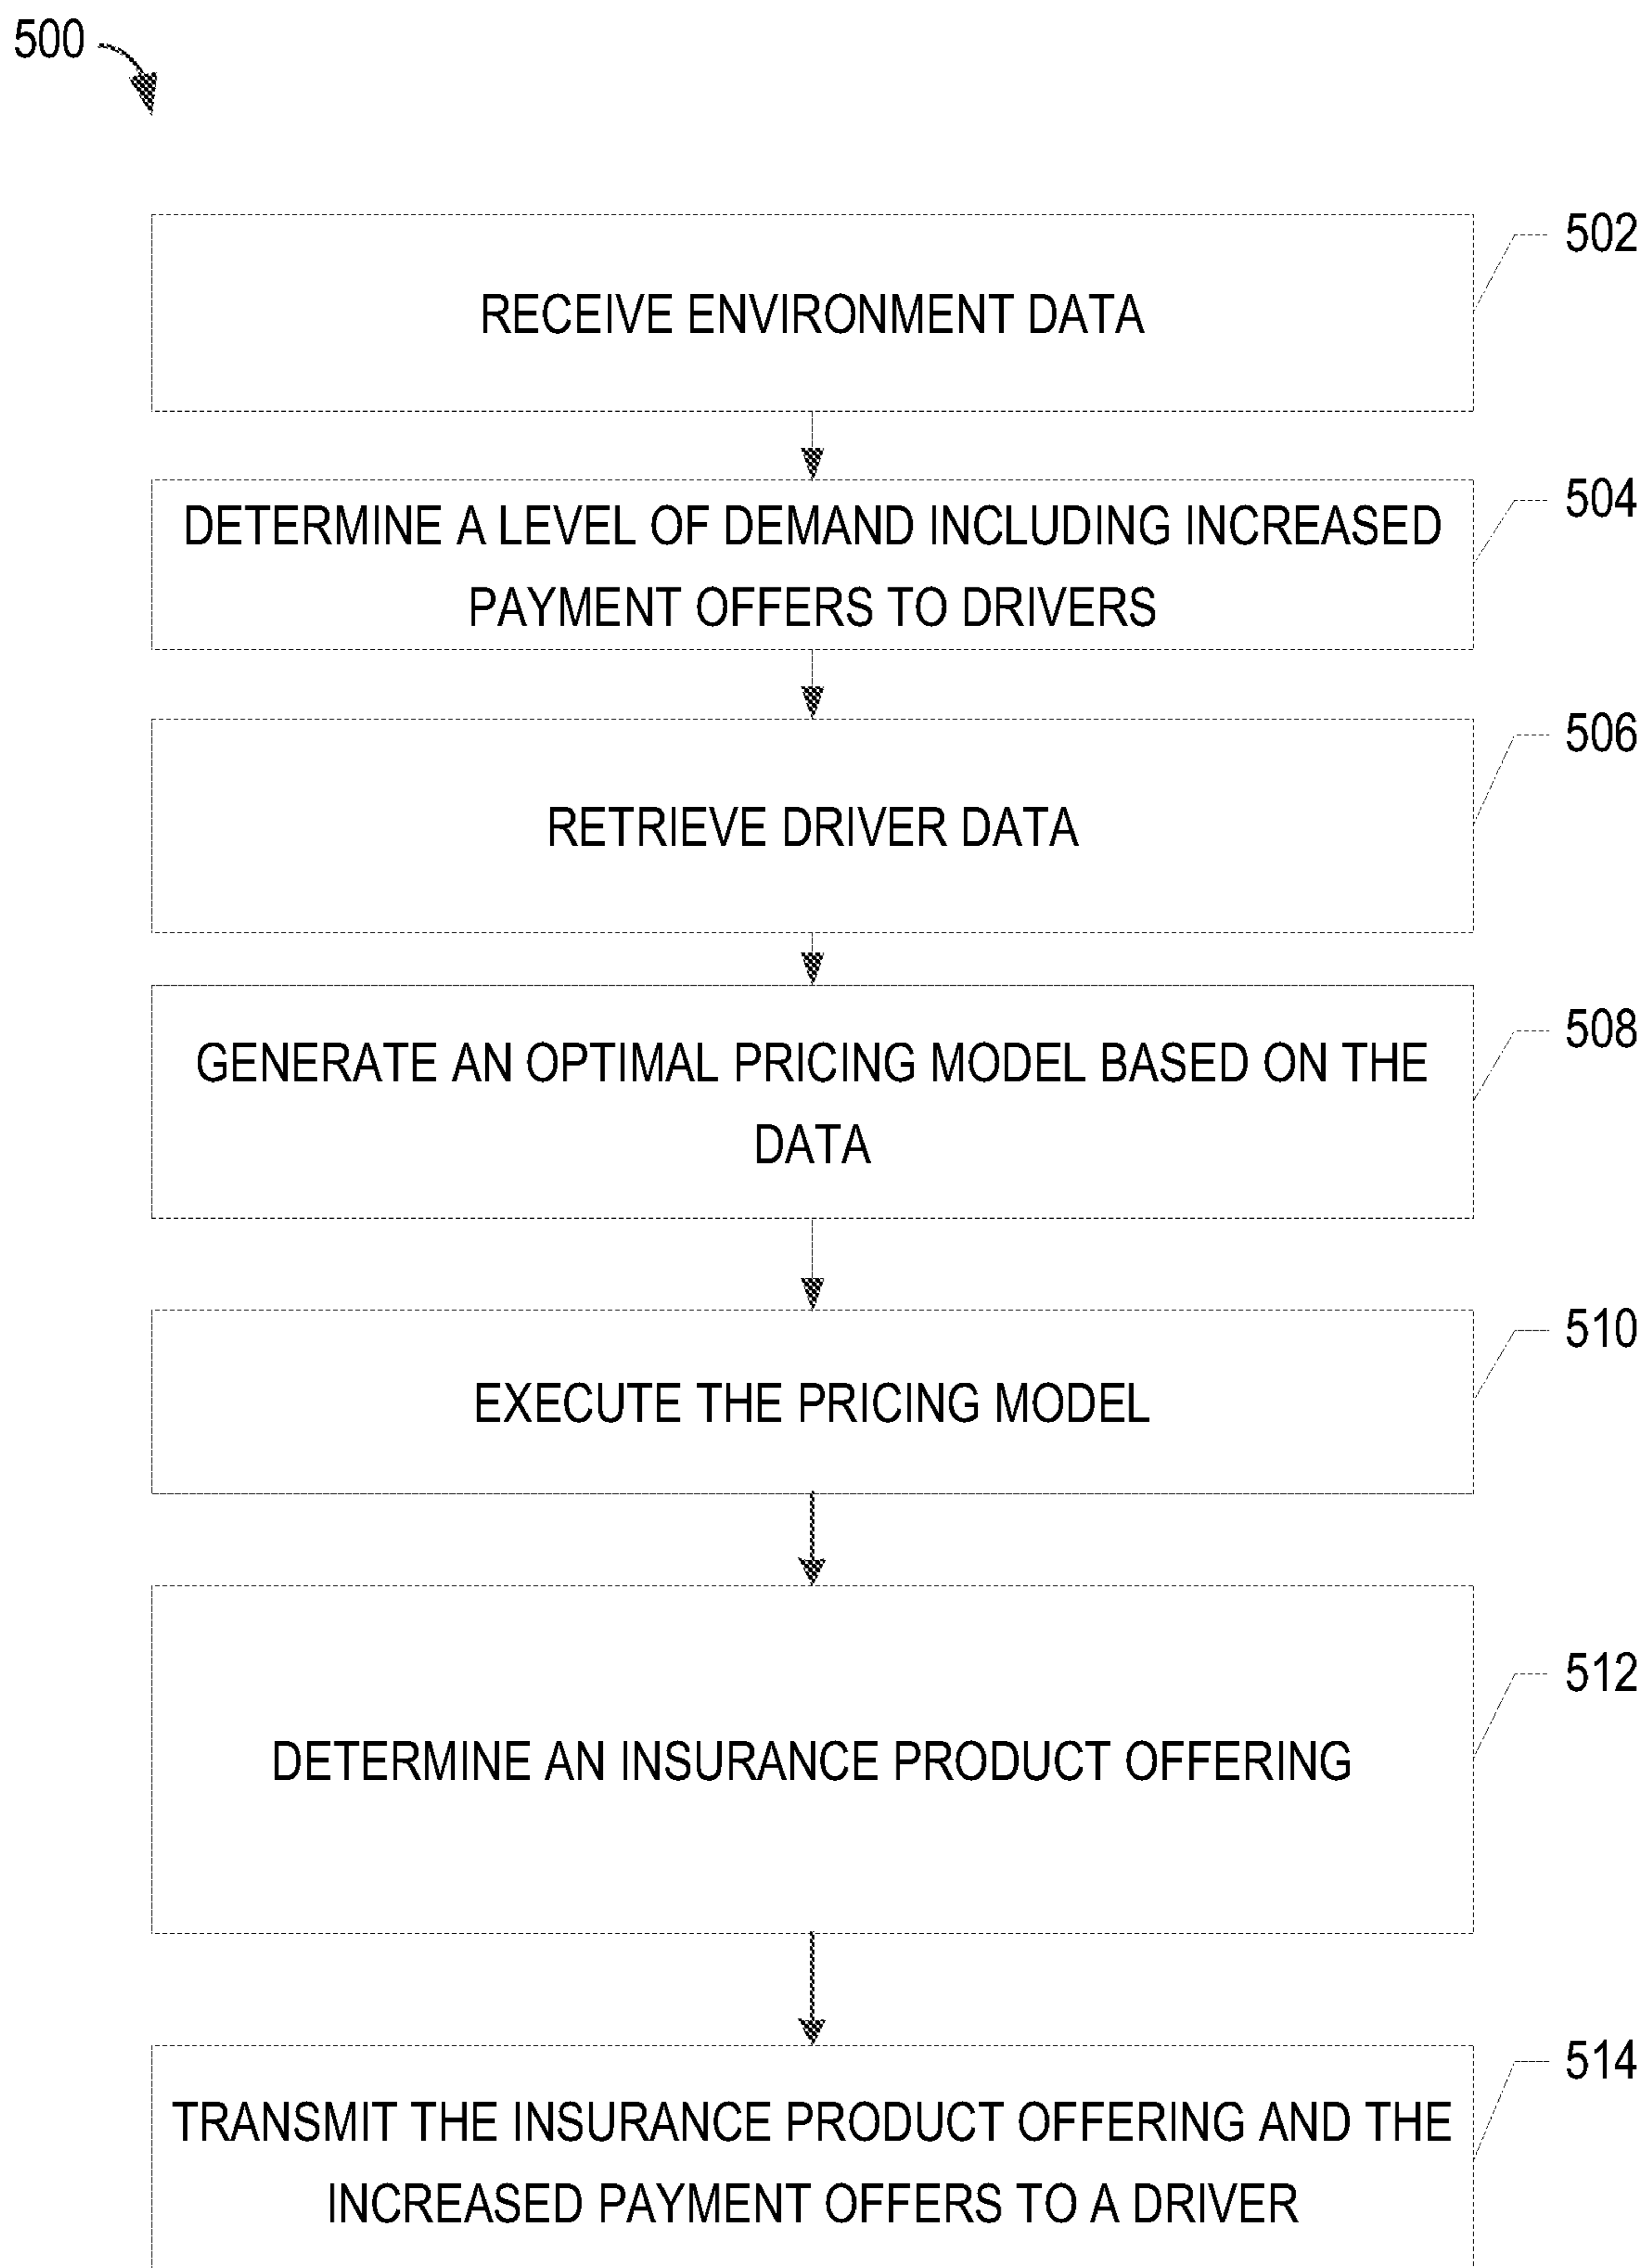 500
502
RECEIVE ENVIRONMENT DATA
504
DETERMINE A LEVEL OF DEMAND INCLUDING INCREASED
PAYMENT OFFERS TO DRIVERS
506
RETRIEVE DRIVER DATA
508
GENERATE AN OPTIMAL PRICING MODEL BASED ON THE
DATA
510
EXECUTE THE PRICING MODEL
512
DETERMINE AN INSURANCE PRODUCT OFFERING
514
TRANSMIT THE INSURANCE PRODUCT OFFERING AND THE
INCREASED PAYMENT OFFERS TO A DRIVER